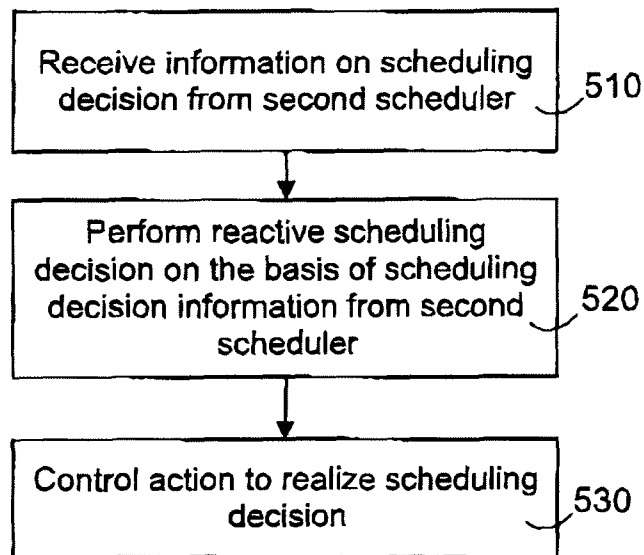 Receive information on scheduling
decision from second scheduler
510
Perform reactive scheduling
decision on the basis of scheduling
decision information from second
scheduler
520
Control action to realize scheduling
decision
530